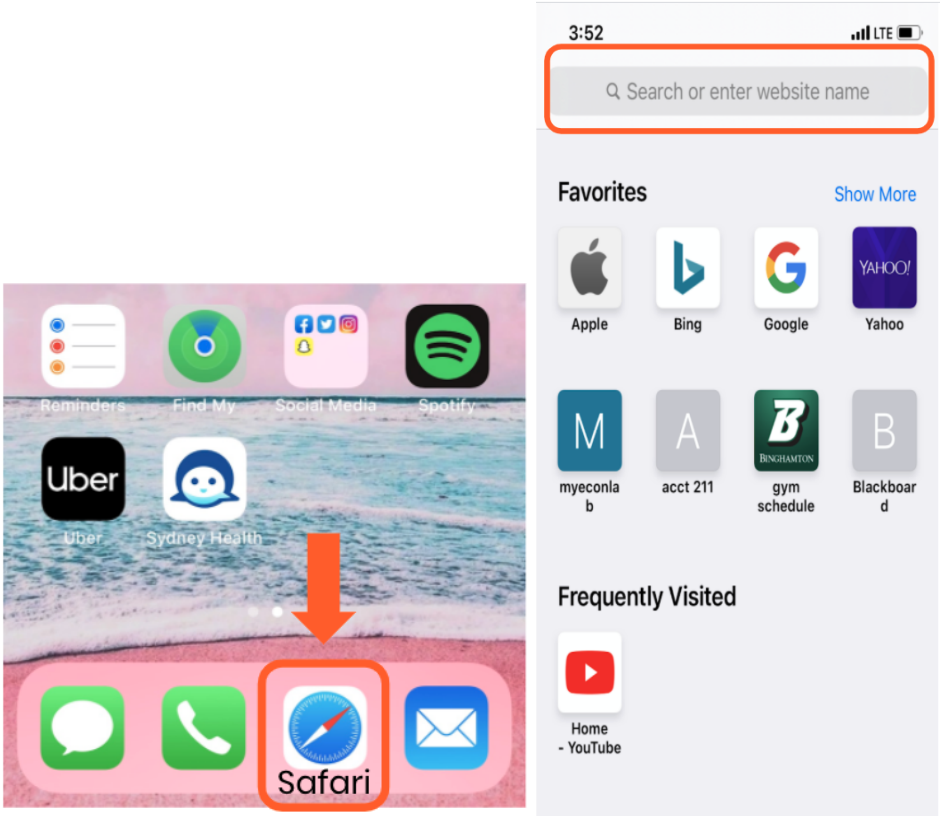 Reminders
Find My
Social Media
Spotify
Uber
Uber
Sydney Health
Safari
3:52
LTE
Search or enter website name
Favorites
Show More
YAHOO!
Apple
Bing
Google
Yahoo
M
A
B
BINGHAMTON
B
myeconla
b
acct 211
gym
schedule
Blackboar
d
Frequently Visited
Home
- YouTube